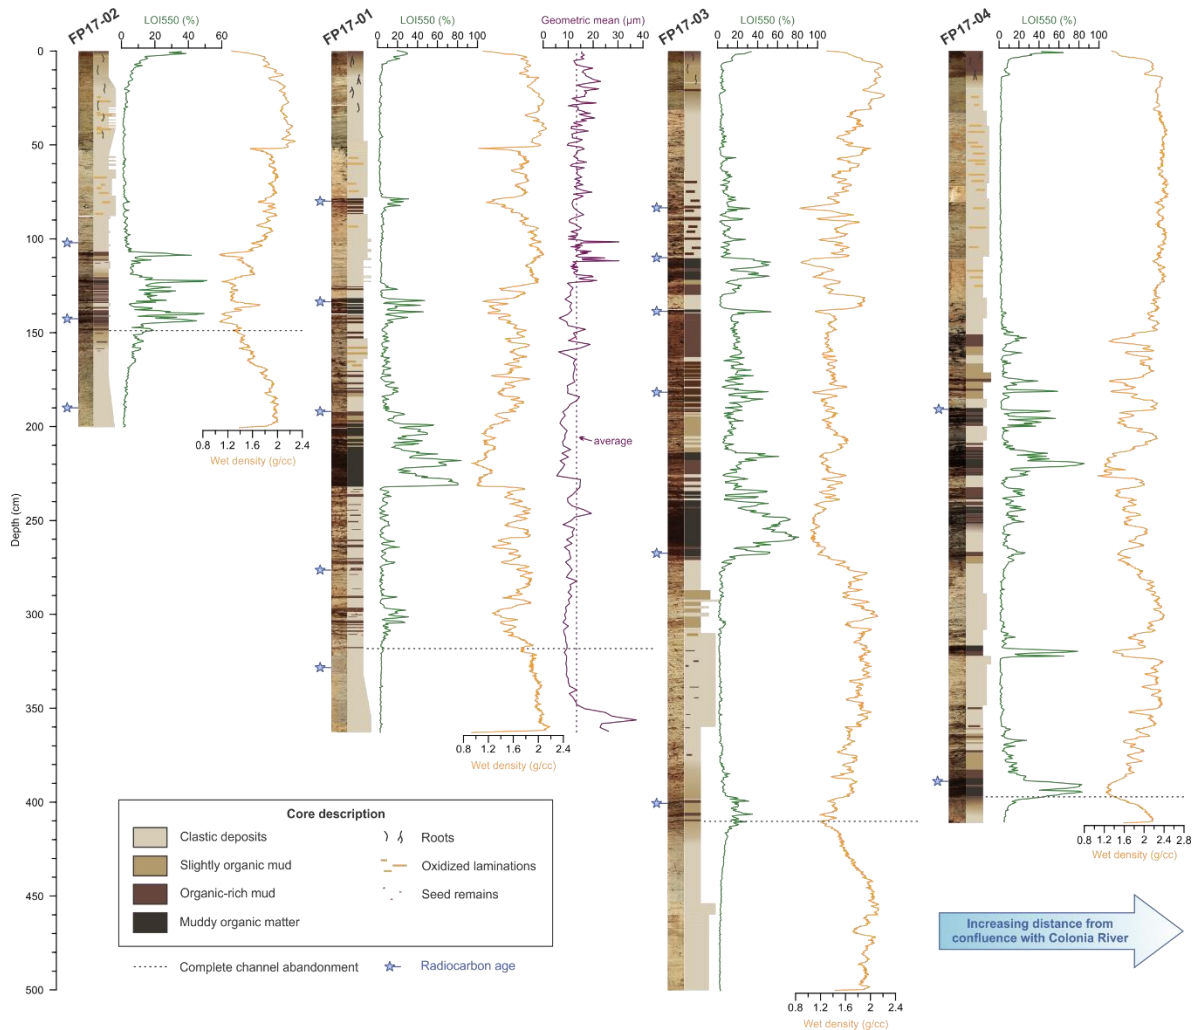 FP17-02
LOI550 (%)
0 20 40 60
FP17-01
LOI550 (%)
0 20 40 60 80 100
Geometric mean (µm)
0 10 20 30 40
FP17-03
LOI550 (%)
0 20 40 60 80 100
FP17-04
LOI550 (%)
0 20 40 60 80 100
Depth (cm)
0
50
100
150
200
250
300
350
400
450
500
average
0.8 1.2 1.6 2 2.4
Wet density (g/cc)
0.8 1.2 1.6 2 2.4
Wet density (g/cc)
0.8 1.2 1.6 2 2.4
Wet density (g/cc)
0.8 1.2 1.6 2 2.4 2.8
Wet density (g/cc)
Core description
Clastic deposits
Slightly organic mud
Organic-rich mud
Muddy organic matter
Roots
Oxidized laminations
Seed remains
Complete channel abandonment
Radiocarbon age
Increasing distance from
confluence with Colonia River